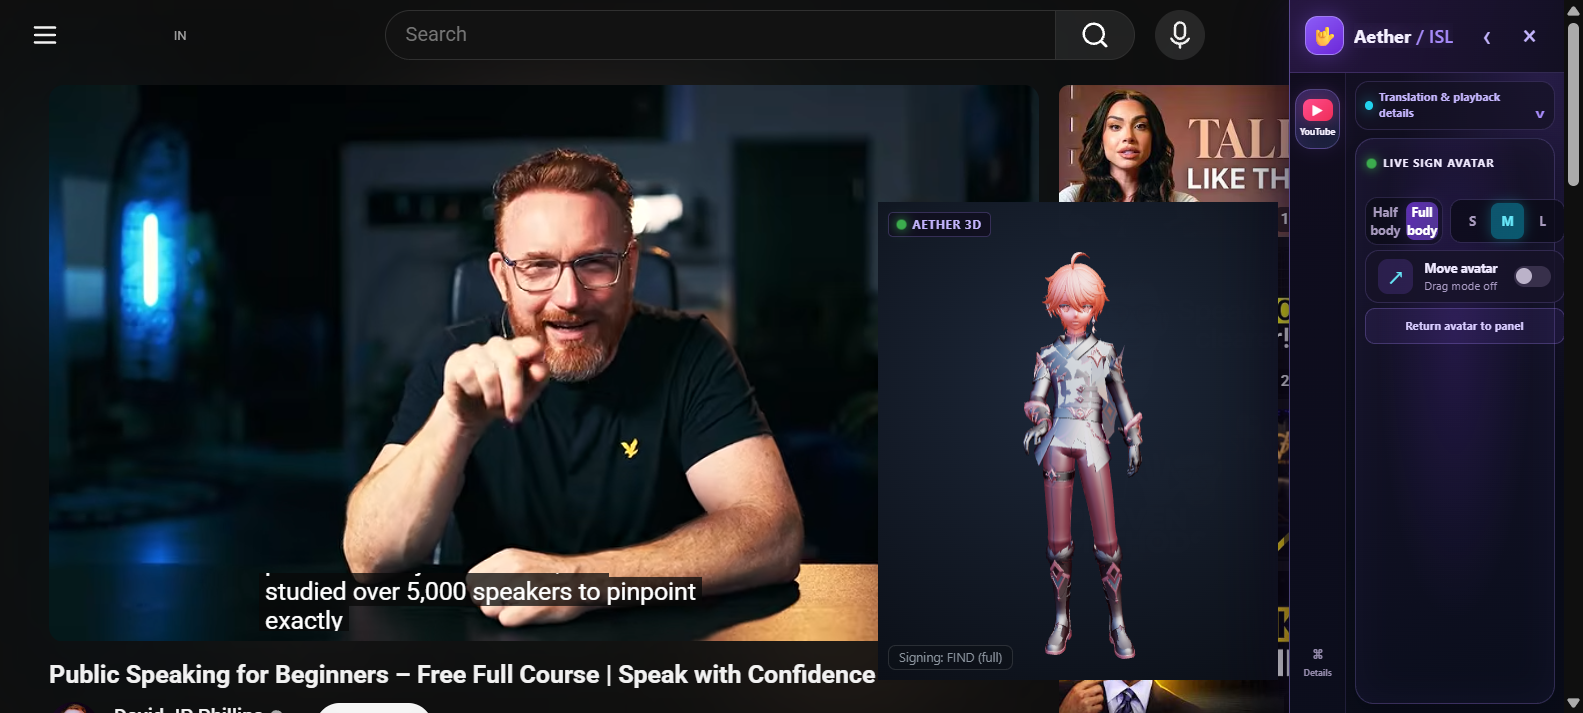 IN
Search
Aether / ISL
YouTube
Translation & playback
details
LIVE SIGN AVATAR
Half
body
Full
body
S
M
L
Move avatar
Drag mode off
Return avatar to panel
Details
TAL
LIKE TH
AETHER 3D
Signing: FIND (full)
studied over 5,000 speakers to pinpoint
exactly
Public Speaking for Beginners – Free Full Course | Speak with Confidence